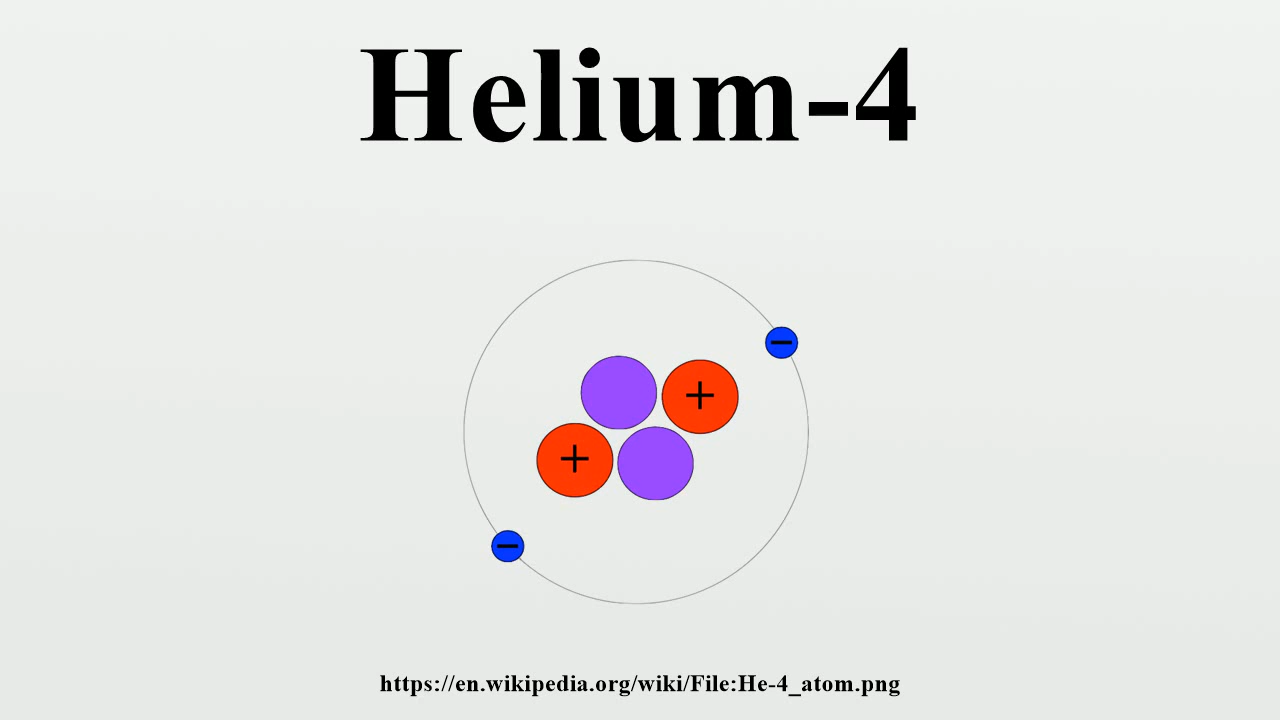 Helium-4
−
+
+
−
https://en.wikipedia.org/wiki/File:He-4_atom.png